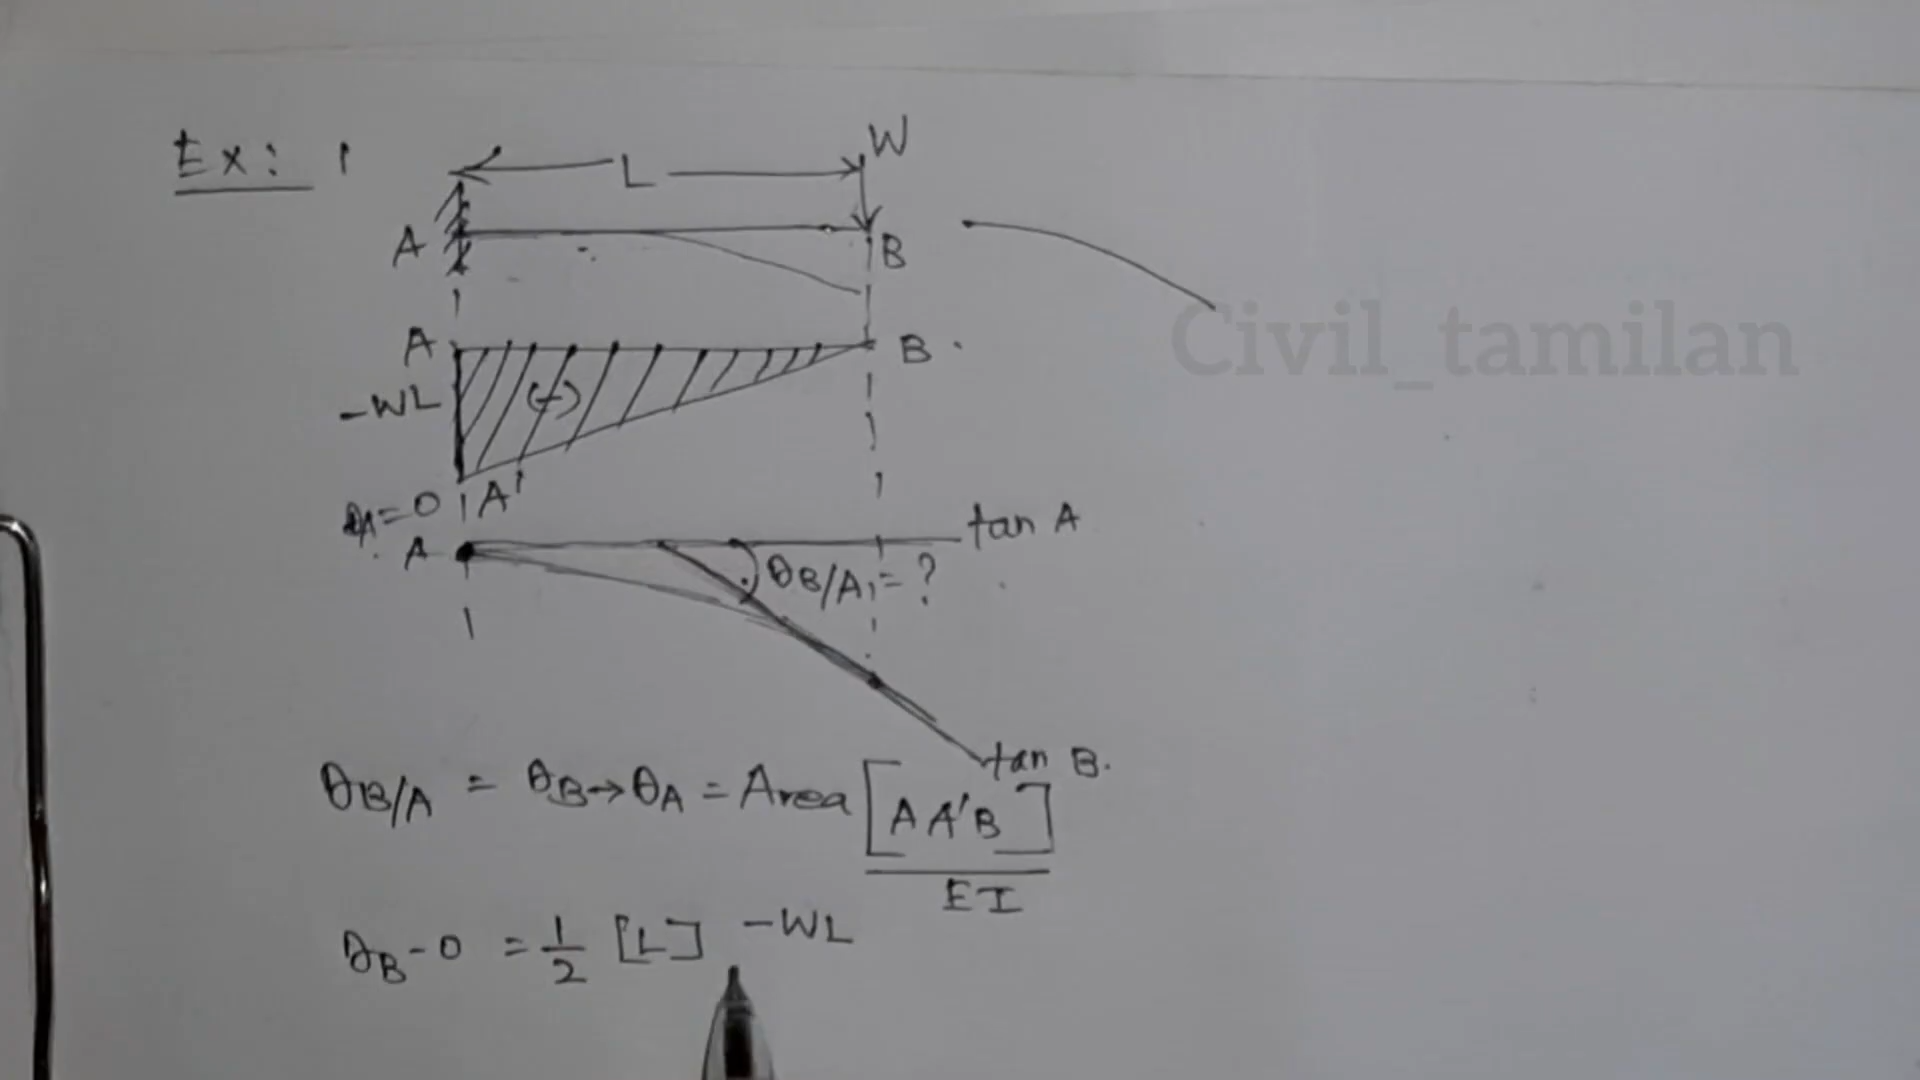 Ex: 1
W
L
A
B
A
B.
-WL
(-)
θA=0
A'
A
tan A
θB/A = ?
tan B.
θB/A = θB→θA = Area [AA'B]
EI
θB-0 = 1/2 [L] -WL
Civil_tamilan